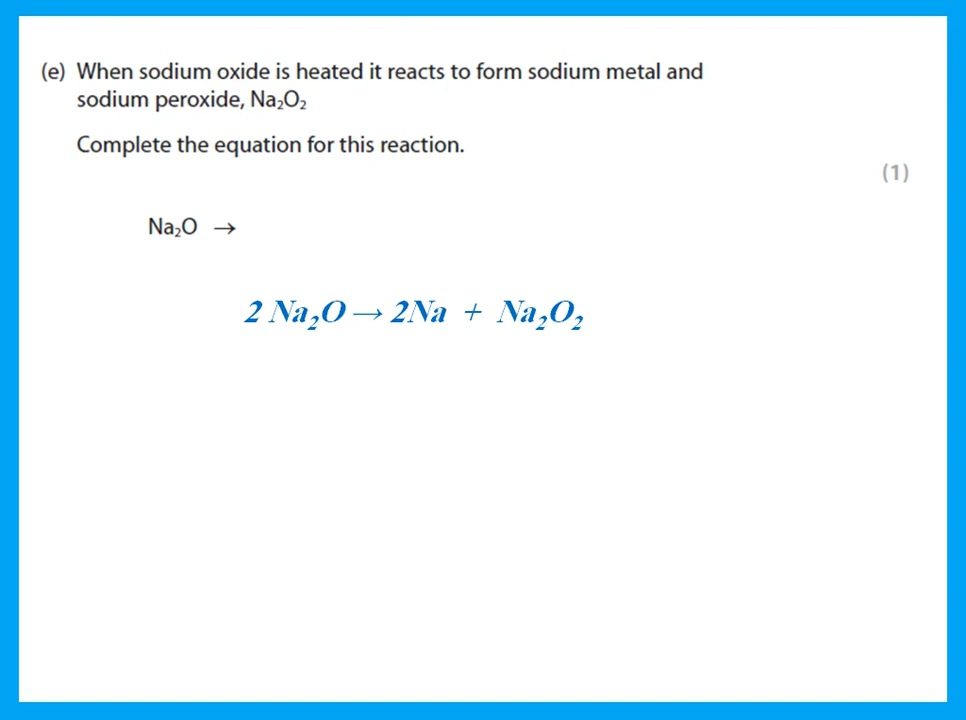 (e) When sodium oxide is heated it reacts to form sodium metal and
sodium peroxide, Na₂O₂
Complete the equation for this reaction.
(1)
Na₂O →
2 Na₂O → 2Na + Na₂O₂